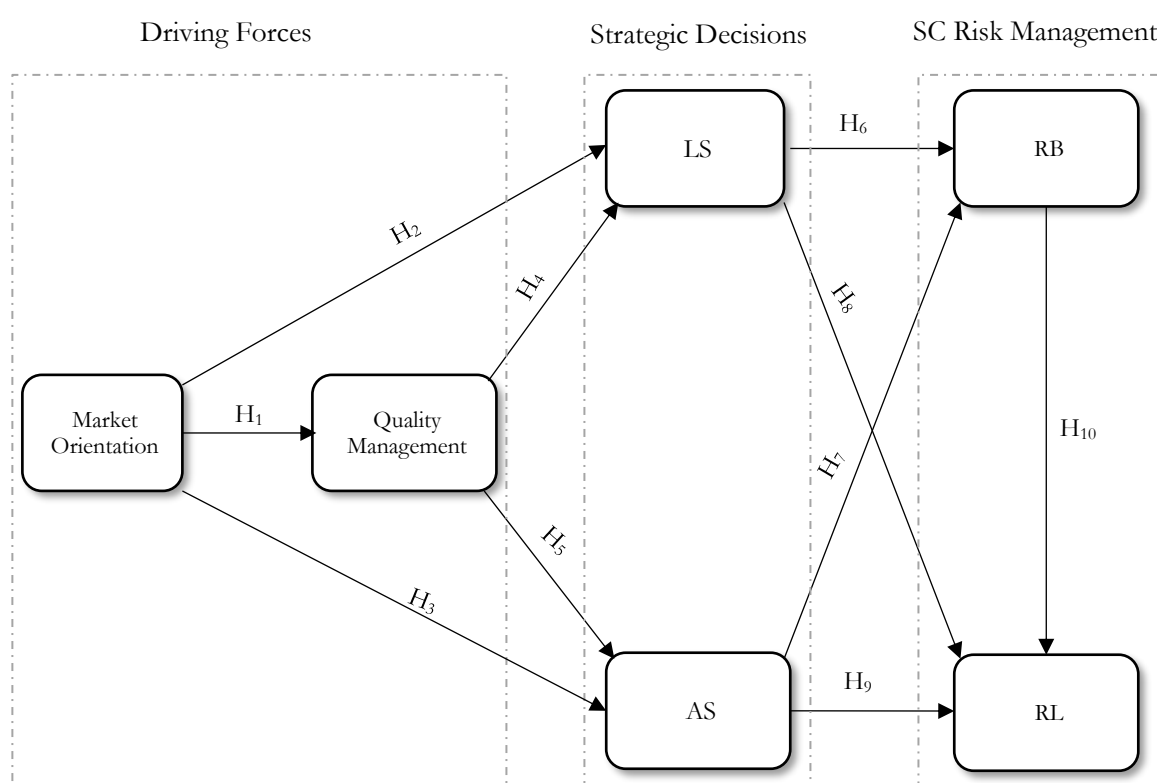 Driving Forces
Strategic Decisions
SC Risk Management
LS
H₆
RB
H₂
H₄
H₈
Market
Orientation
H₁
Quality
Management
H₇
H₁₀
H₅
H₃
AS
H₉
RL